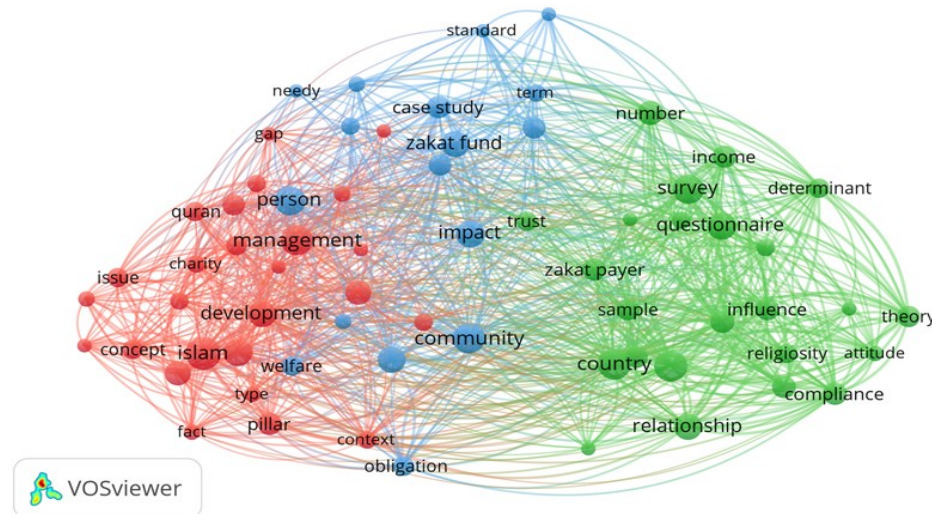 standard
needy
term
case study
number
gap
zakat fund
income
survey
determinant
person
quran
trust
questionnaire
impact
management
charity
zakat payer
issue
development
sample
influence
theory
community
concept
islam
religiosity
attitude
country
welfare
type
compliance
pillar
relationship
fact
context
obligation
VOSviewer